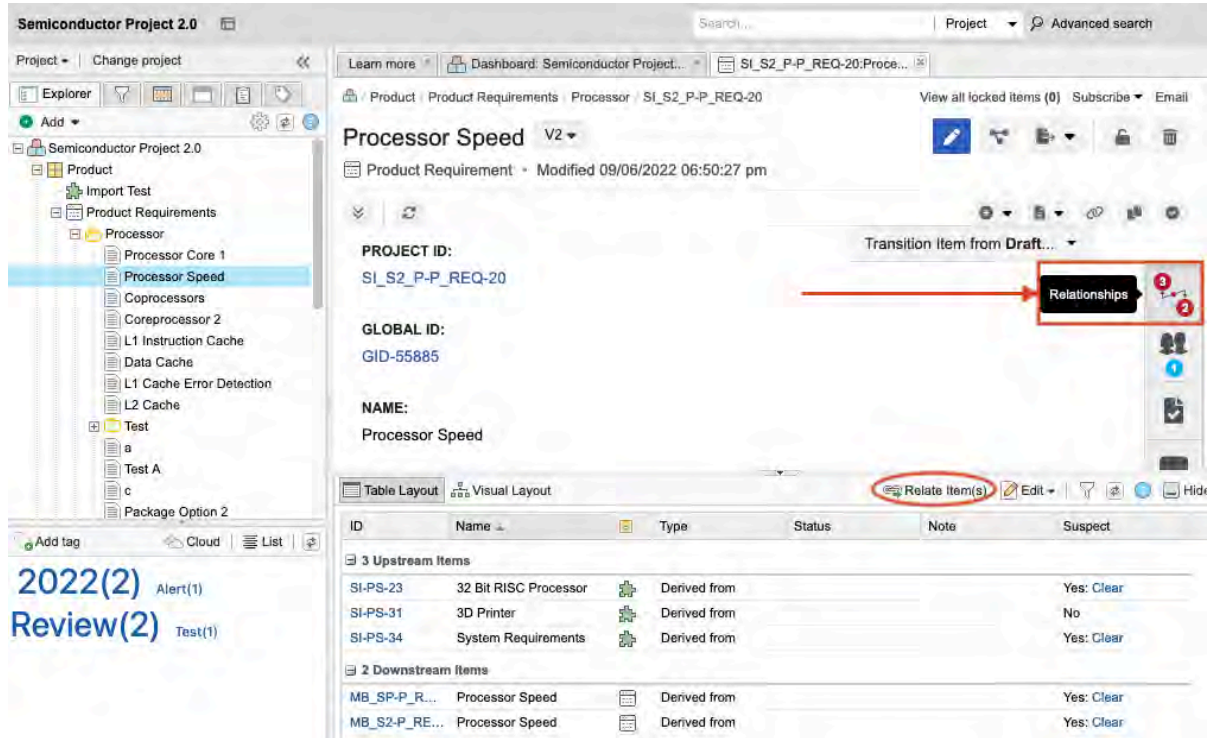 Semiconductor Project 2.0
Search...
Project
Advanced search
Project
Change project
Explorer
Add
Semiconductor Project 2.0
Product
Import Test
Product Requirements
Processor
Processor Core 1
Processor Speed
Coprocessors
Coreprocessor 2
L1 Instruction Cache
Data Cache
L1 Cache Error Detection
L2 Cache
Test
a
Test A
c
Package Option 2
Add tag
Cloud
List
2022(2) Alert(1)
Review(2) Test(1)
Learn more
Dashboard: Semiconductor Project...
SI_S2_P-P_REQ-20:Proce...
Product / Product Requirements / Processor / SI_S2_P-P_REQ-20
View all locked items (0) Subscribe Email
Processor Speed V2
Product Requirement • Modified 09/06/2022 06:50:27 pm
Transition Item from Draft...
PROJECT ID:
SI_S2_P-P_REQ-20
Relationships
3
2
GLOBAL ID:
GID-55885
1
NAME:
Processor Speed
Table Layout Visual Layout Relate Item(s) Edit Hide
ID Name Type Status Note Suspect
3 Upstream Items
SI-PS-23 32 Bit RISC Processor Derived from Yes: Clear
SI-PS-31 3D Printer Derived from No
SI-PS-34 System Requirements Derived from Yes: Clear
2 Downstream Items
MB_SP-P_R... Processor Speed Derived from Yes: Clear
MB_S2-P_RE... Processor Speed Derived from Yes: Clear